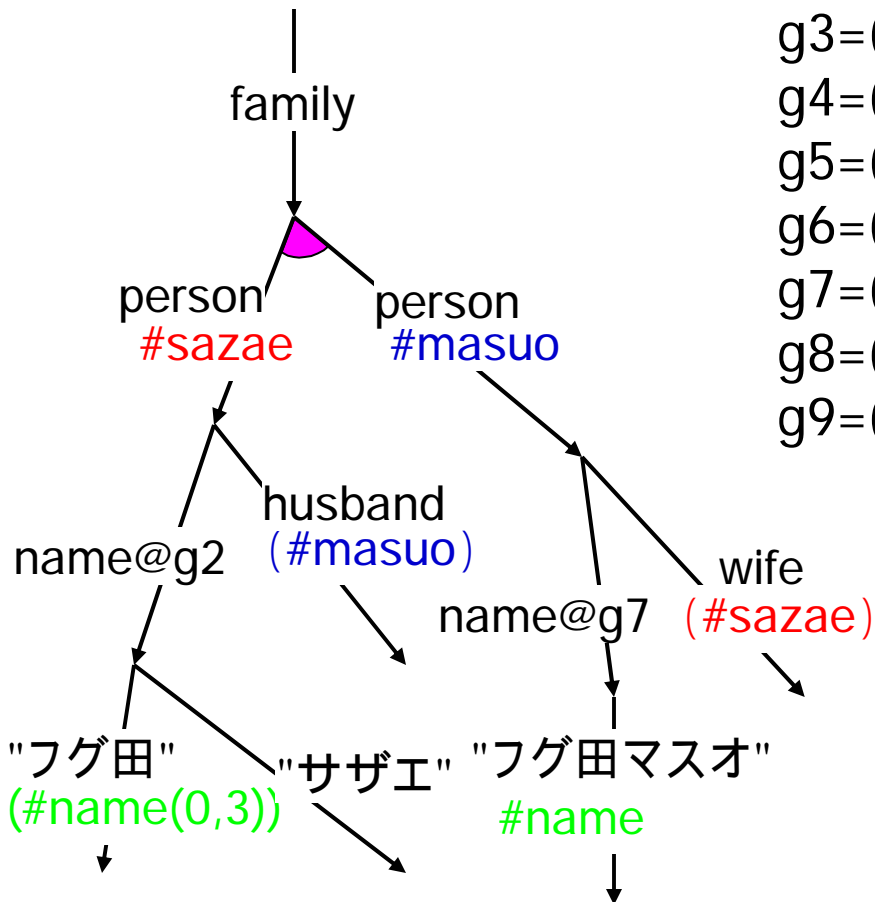 family
person
#sazae
person
#masuo
name@g2
husband
(#masuo)
name@g7
wife
(#sazae)
"フグ田"
(#name(0,3))
"サザエ"
"フグ田マスオ"
#name
g3=(
g4=(
g5=(
g6=(
g7=(
g8=(
g9=(